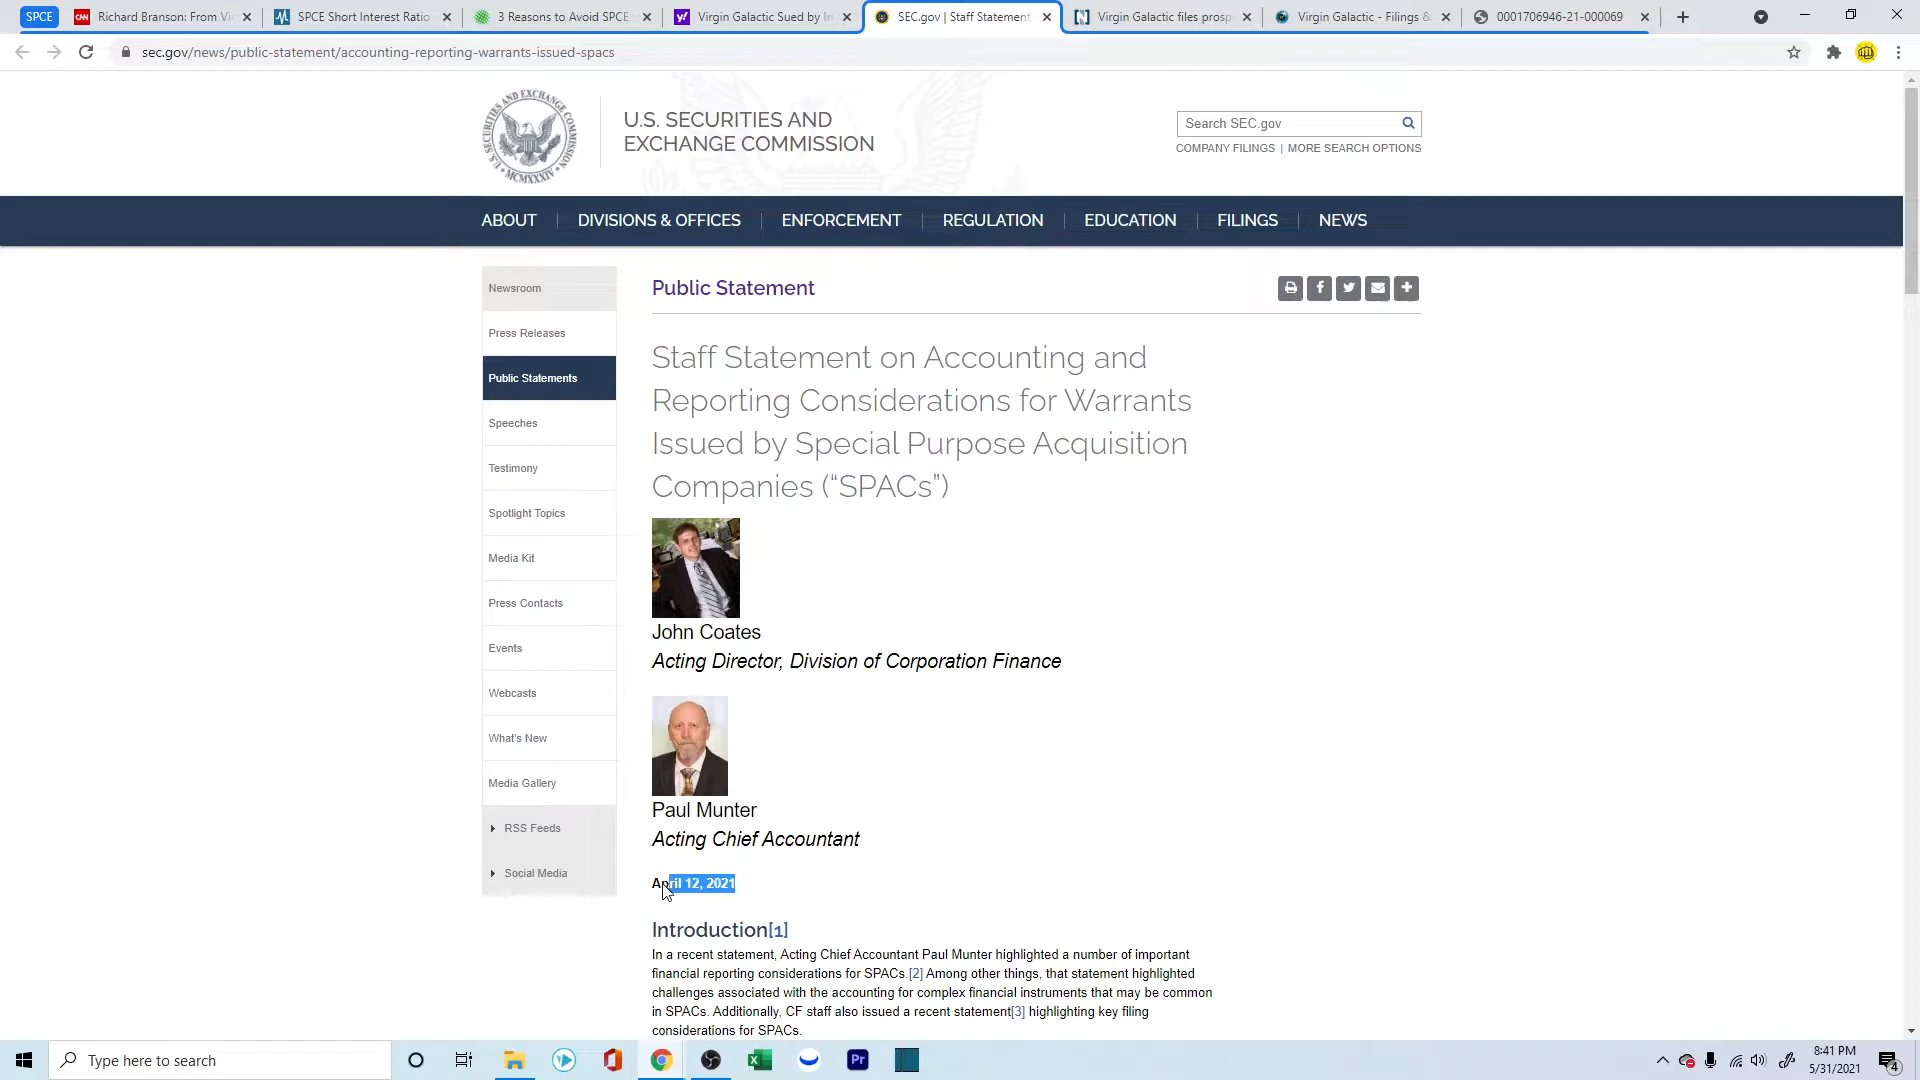 SPCE
CNN
Richard Branson: From Vi
SPCE Short Interest Ratio
3 Reasons to Avoid SPCE
Virgin Galactic Sued by In
SEC.gov | Staff Statement
Virgin Galactic files prosp
Virgin Galactic - Filings &
0001706946-21-000069
sec.gov/news/public-statement/accounting-reporting-warrants-issued-spacs
SECURITIES AND EXCHANGE COMMISSION
MCMXXXIV
U.S. SECURITIES AND
EXCHANGE COMMISSION
Search SEC.gov
COMPANY FILINGS | MORE SEARCH OPTIONS
ABOUT | DIVISIONS & OFFICES | ENFORCEMENT | REGULATION | EDUCATION | FILINGS | NEWS
Newsroom
Press Releases
Public Statements
Speeches
Testimony
Spotlight Topics
Media Kit
Press Contacts
Events
Webcasts
What's New
Media Gallery
RSS Feeds
Social Media
Public Statement
Staff Statement on Accounting and
Reporting Considerations for Warrants
Issued by Special Purpose Acquisition
Companies (“SPACs”)
John Coates
Acting Director, Division of Corporation Finance
Paul Munter
Acting Chief Accountant
April 12, 2021
Introduction[1]
In a recent statement, Acting Chief Accountant Paul Munter highlighted a number of important
financial reporting considerations for SPACs.[2] Among other things, that statement highlighted
challenges associated with the accounting for complex financial instruments that may be common
in SPACs. Additionally, CF staff also issued a recent statement[3] highlighting key filing
considerations for SPACs.
Type here to search
Pr
8:41 PM
5/31/2021
4